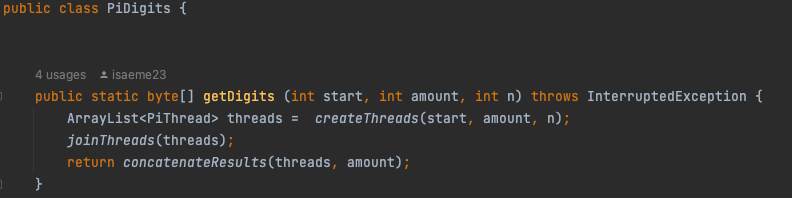 public class PiDigits {
4 usages isaeme23
public static byte[] getDigits (int start, int amount, int n) throws InterruptedException {
ArrayList<PiThread> threads =  createThreads(start, amount, n);
joinThreads(threads);
return concatenateResults(threads, amount);
}